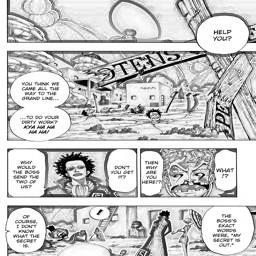 HELP
YOU?
YOU THINK WE
CAME ALL
THE WAY TO
THE GRAND
LINE...
...TO DO YOUR
DIRTY WORK?
KYA HA HA
HA HA!
WHAT
!?
THEN
WHY
ARE YOU
HERE!?
DON'T
YOU GET
IT?
WHY
WOULD
THE BOSS
SEND THE
TWO OF
US?
THE
BOSS'S
EXACT
WORDS
WERE, "MY
SECRET IS
OUT."
!
OF
COURSE,
I DON'T
KNOW
WHAT THE
SECRET
IS.